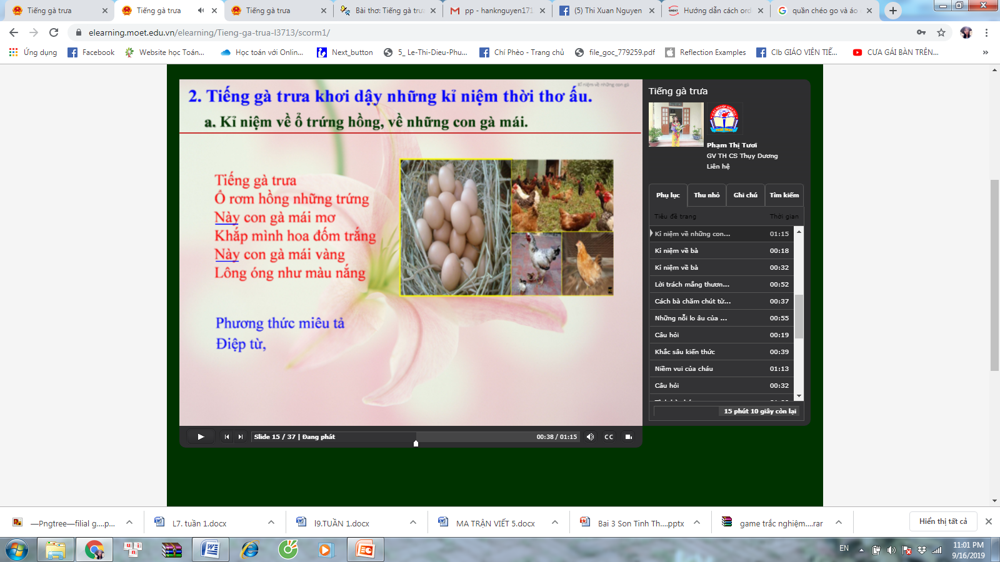 Tiếng gà trưa
Tiếng gà trưa
Tiếng gà trưa
Bài thơ: Tiếng gà trư
pp - hanknguyen171
(5) Thi Xuan Nguyen
Hướng dẫn cách ord
quần chéo go và áo
elearning.moet.edu.vn/elearning/Tieng-ga-trua-l3713/scorm1/
Ứng dụng
Facebook
Website học Toán...
Học toán với Onlin...
Next_button
5_ Le-Thi-Dieu-Phu...
Chí Phèo - Trang chủ
file_goc_779259.pdf
Reflection Examples
Clb GIÁO VIÊN TIẾ...
CƯA GÁI BÀN TRÊN...
»
Kỉ niệm về những con gà
2. Tiếng gà trưa khơi dậy những kỉ niệm thời thơ ấu.
a. Kỉ niệm về ổ trứng hồng, về những con gà mái.
Tiếng gà trưa
Ổ rơm hồng những trứng
Này con gà mái mơ
Khắp mình hoa đốm trắng
Này con gà mái vàng
Lông óng như màu nắng
Phương thức miêu tả
Điệp từ,
Slide 15 / 37 | Đang phát
00:38 / 01:15
CC
Tiếng gà trưa
Phạm Thị Tươi
GV TH CS Thụy Dương
Liên hệ
Phụ lục
Thu nhỏ
Ghi chú
Tìm kiếm
Tiêu đề trang
Thời gian
Kỉ niệm về những con...
01:15
Kỉ niệm về bà
00:18
Kỉ niệm về bà
00:32
Lời trách mắng thươn...
00:52
Cách bà chăm chút từ...
00:37
Những nỗi lo âu của ...
00:55
Câu hỏi
00:19
Khắc sâu kiến thức
00:39
Niềm vui của cháu
01:13
Câu hỏi
00:32
15 phút 10 giây còn lại
—Pngtree—filial g....p...
L7. tuần 1.docx
l9.TUẦN 1.docx
MA TRẬN VIẾT 5.docx
Bai 3 Son Tinh Th....pptx
game trắc nghiệm....rar
Hiển thị tất cả
EN
11:01 PM
9/16/2019